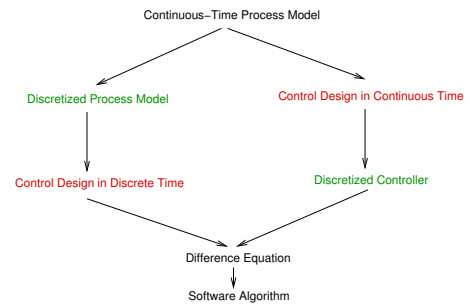 Continuous-Time Process Model
Discretized Process Model
Control Design in Continuous Time
Control Design in Discrete Time
Discretized Controller
Difference Equation
Software Algorithm